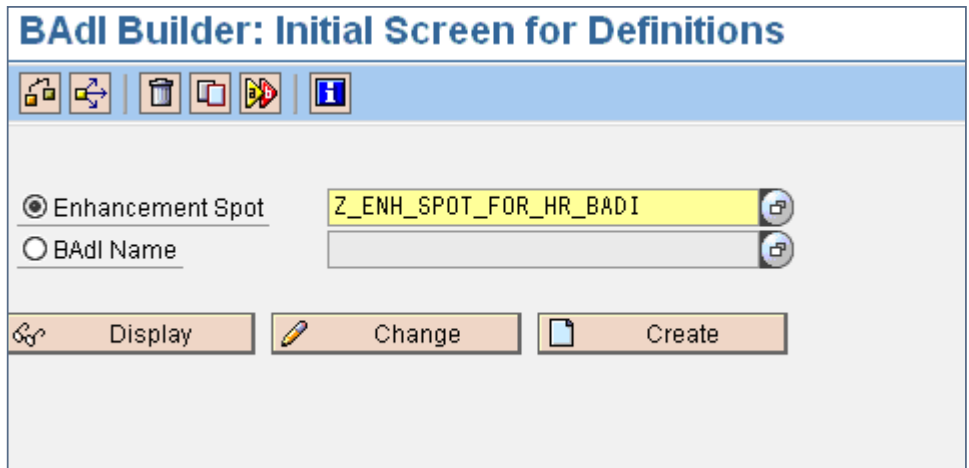 BAdI Builder: Initial Screen for Definitions
Enhancement Spot Z_ENH_SPOT_FOR_HR_BADI
BAdI Name
Display Change Create